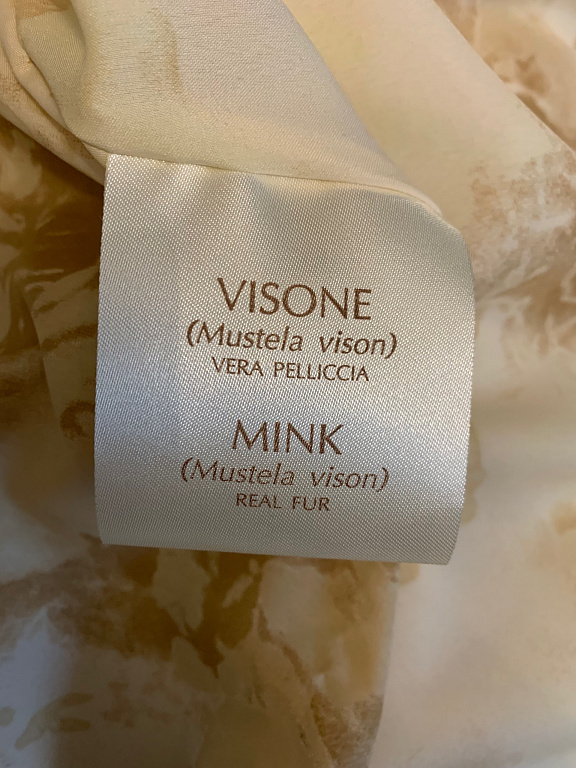 VISONE
(Mustela vison)
VERA PELLICCIA
MINK
(Mustela vison)
REAL FUR